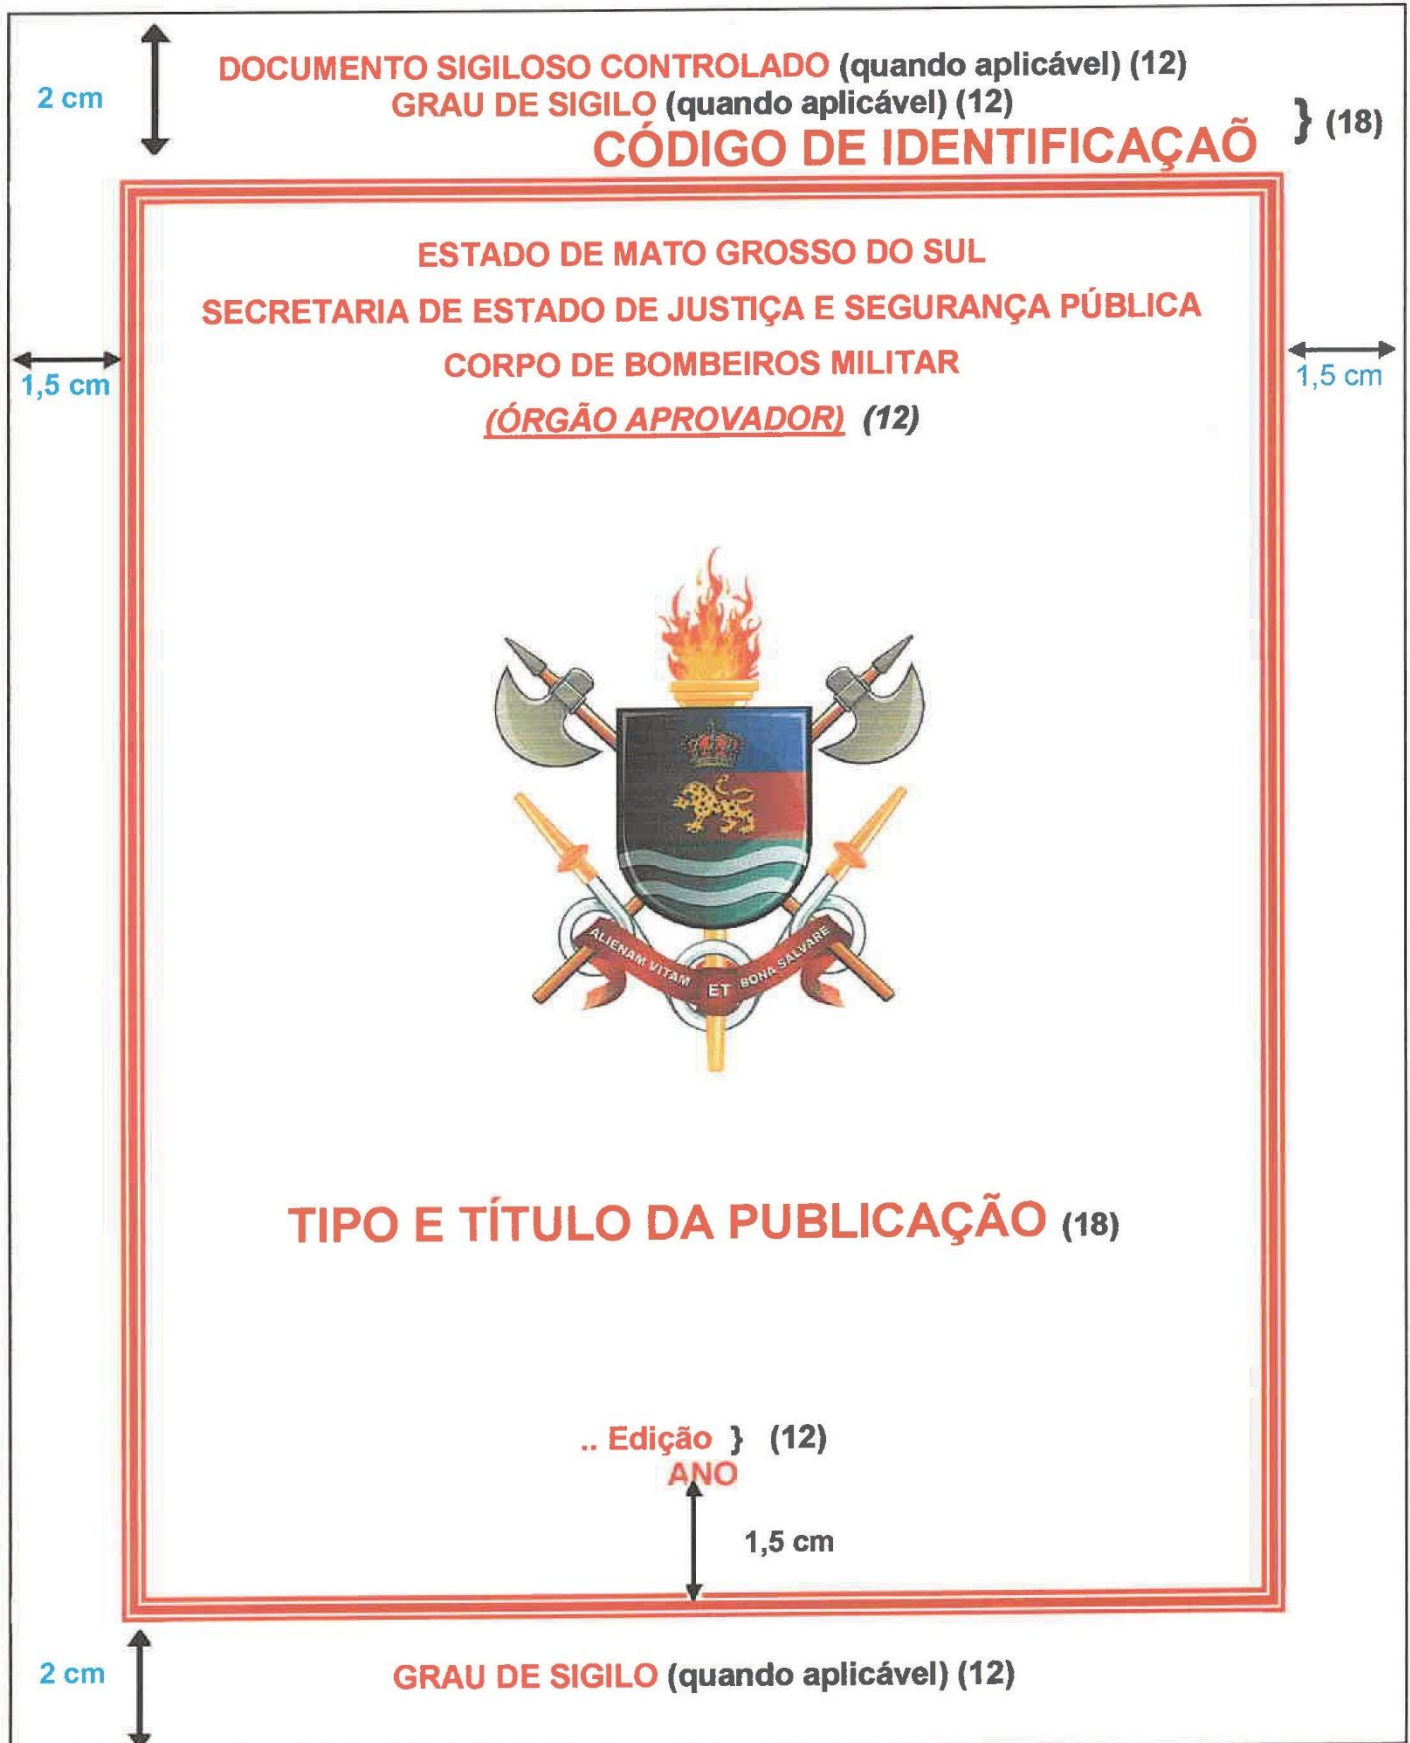 DOCUMENTO SIGILOSO CONTROLADO (quando aplicável) (12)
2 cm
GRAU DE SIGILO (quando aplicável) (12)
CÓDIGO DE IDENTIFICAÇAÕ } (18)
ESTADO DE MATO GROSSO DO SUL
SECRETARIA DE ESTADO DE JUSTIÇA E SEGURANÇA PÚBLICA
CORPO DE BOMBEIROS MILITAR
1,5 cm
1,5 cm
(ÓRGÃO APROVADOR) (12)
ALIENAM VITAM ET BONA SALVARE
TIPO E TÍTULO DA PUBLICAÇÃO (18)
.. Edição } (12)
ANO
1,5 cm
2 cm
GRAU DE SIGILO (quando aplicável) (12)